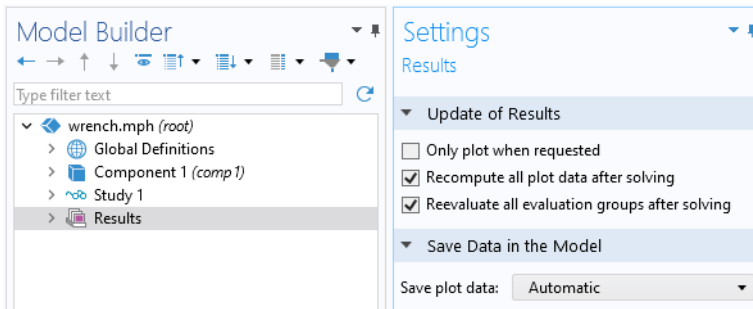 Model Builder
Type filter text
wrench.mph (root)
Global Definitions
Component 1 (comp1)
Study 1
Results
Settings
Results
Update of Results
Only plot when requested
Recompute all plot data after solving
Reevaluate all evaluation groups after solving
Save Data in the Model
Save plot data: Automatic